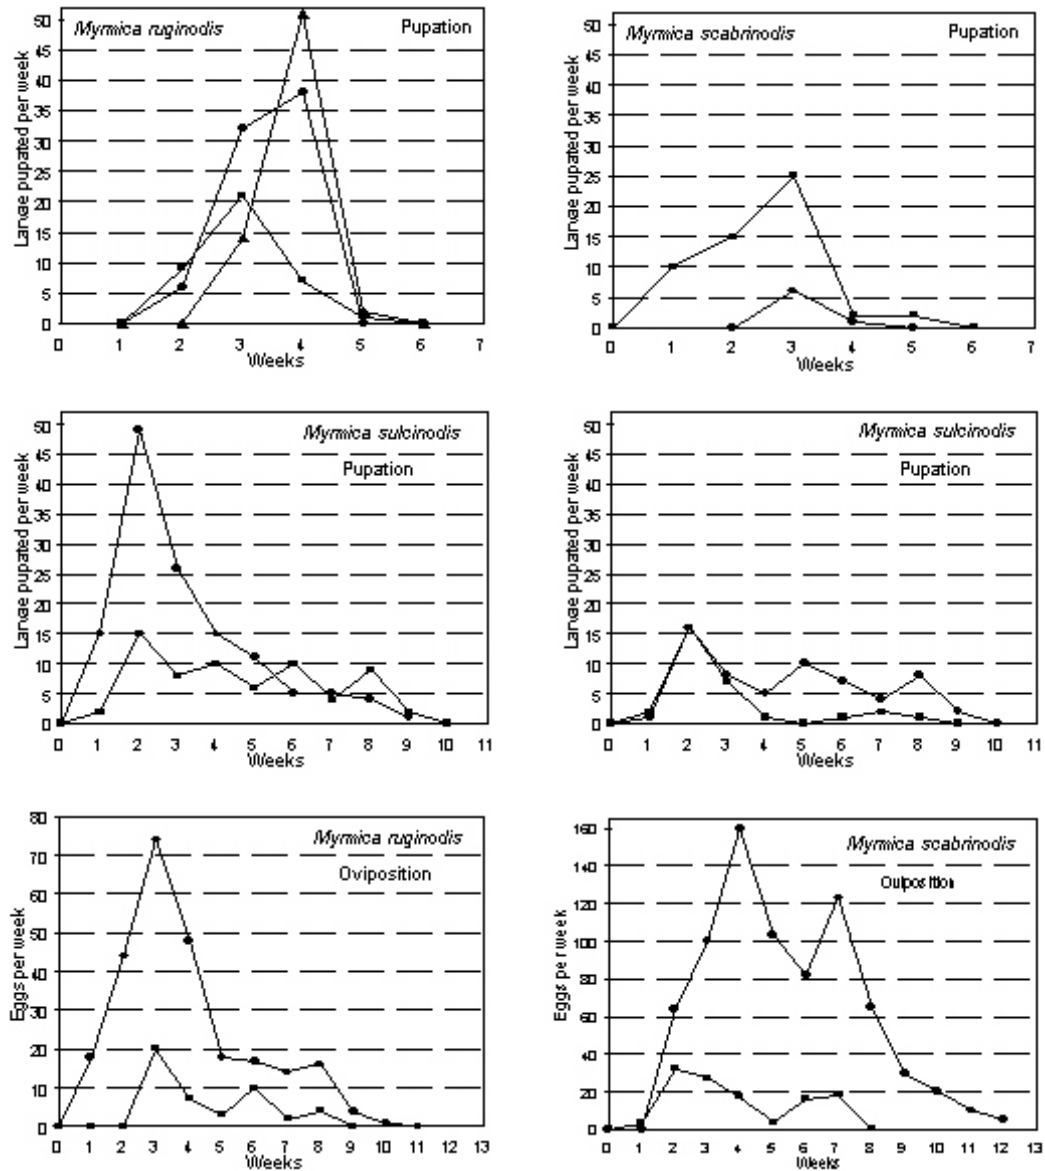 Myrmica ruginodis
Pupation
Larvae pupated per week
50
45
40
35
30
25
20
15
10
5
0
0 1 2 3 4 5 6 7
Weeks
Myrmica scabrinodis
Pupation
Larvae pupated per week
50
45
40
35
30
25
20
15
10
5
0
0 1 2 3 4 5 6 7
Weeks
Myrmica sulcinodis
Pupation
Larvae pupated per week
50
45
40
35
30
25
20
15
10
5
0
0 1 2 3 4 5 6 7 8 9 10 11
Weeks
Myrmica sulcinodis
Pupation
Larvae pupated per week
50
45
40
35
30
25
20
15
10
5
0
0 1 2 3 4 5 6 7 8 9 10 11
Weeks
Myrmica ruginodis
Oviposition
Eggs per week
80
70
60
50
40
30
20
10
0
0 1 2 3 4 5 6 7 8 9 10 11 12 13
Weeks
Myrmica scabrinodis
Ouiposition
Eggs per week
160
140
120
100
80
60
40
20
0
0 1 2 3 4 5 6 7 8 9 10 11 12 13
Weeks